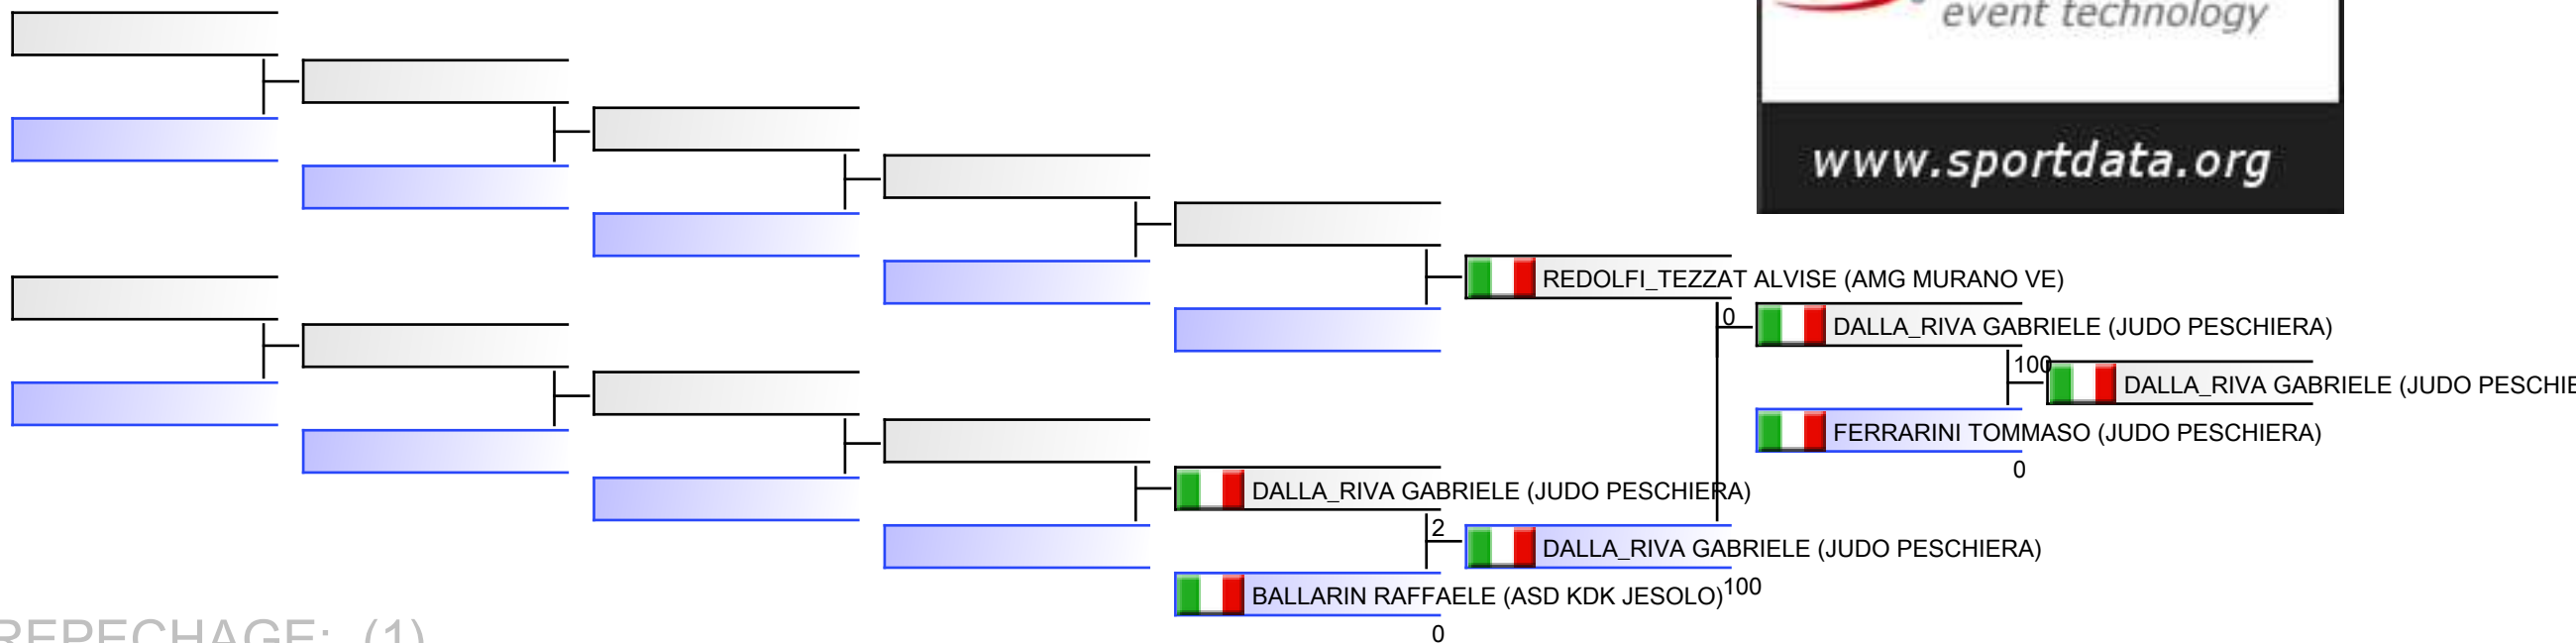 event technology
www.sportdata.org
REDOLFI_TEZZAT ALVISE (AMG MURANO VE)
0
DALLA_RIVA GABRIELE (JUDO PESCHIERA)
100
DALLA_RIVA GABRIELE (JUDO PESCHIE
FERRARINI TOMMASO (JUDO PESCHIERA)
0
DALLA_RIVA GABRIELE (JUDO PESCHIERA)
2
DALLA_RIVA GABRIELE (JUDO PESCHIERA)
100
BALLARIN RAFFAELE (ASD KDK JESOLO)
0
REPECHAGE: (1)